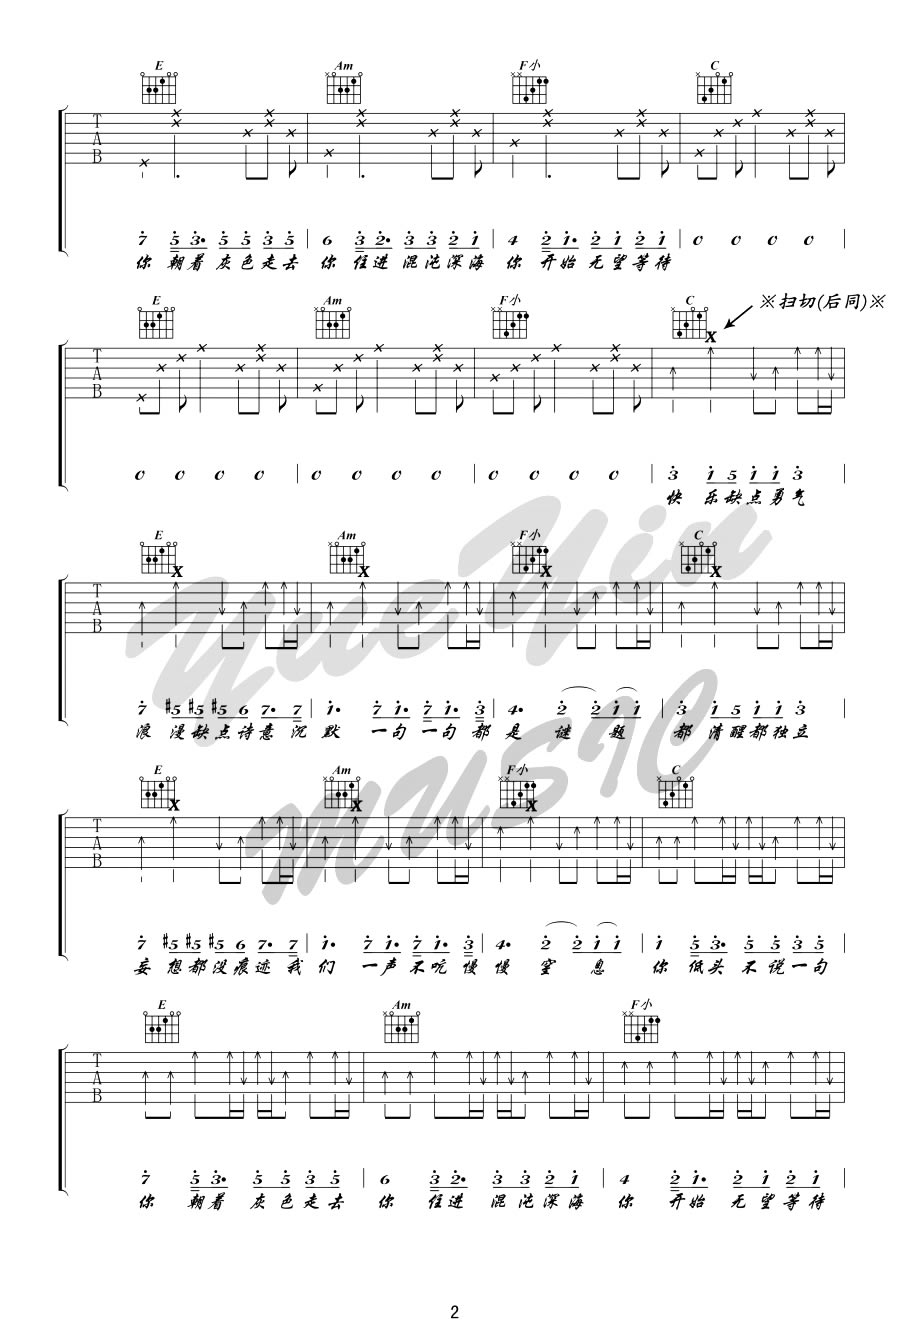 E Am F小 C
T A B
7 5 3· 5 5 3 5 6 3 2· 3 3 2 1 4 2 1· 2 1 2 1 0 0 0 0
你 朝着 灰色走去 你 住进 混沌深海 你 开始 无望等待
E Am F小 C ※扫切(后同)※
X
T A B
0 0 0 0 0 0 0 0 0 0 0 0 3 1 5 1 1 3
快 乐缺点勇气
E Am F小 C
X X X X
T A B
7 #5 #5 #5 6 7· 7 1· 7 1· 7 1· 3 4· 2 2 1 1 3 1 5 1 1 3
浪 漫缺点诗意沉 默 一句一句都 是 谜 题 都 清醒都独立
E Am F小 C
X X X
T A B
7 #5 #5 #5 6 7· 7 1· 7 1· 7 1· 3 4· 2 2 1 1 1 5 3· 5 5 3 5
妄 想都没痕迹 我 们 一声不吭慢 慢 窒 息 你 低头 不说一句
E Am F小
T A B
7 5 3· 5 5 3 5 6 3 2· 3 3 2 1 4 2 1· 2 1 2 1
你 朝着 灰色走去 你 住进 混沌深海 你 开始 无望等待
YueYin
MUSIC
2